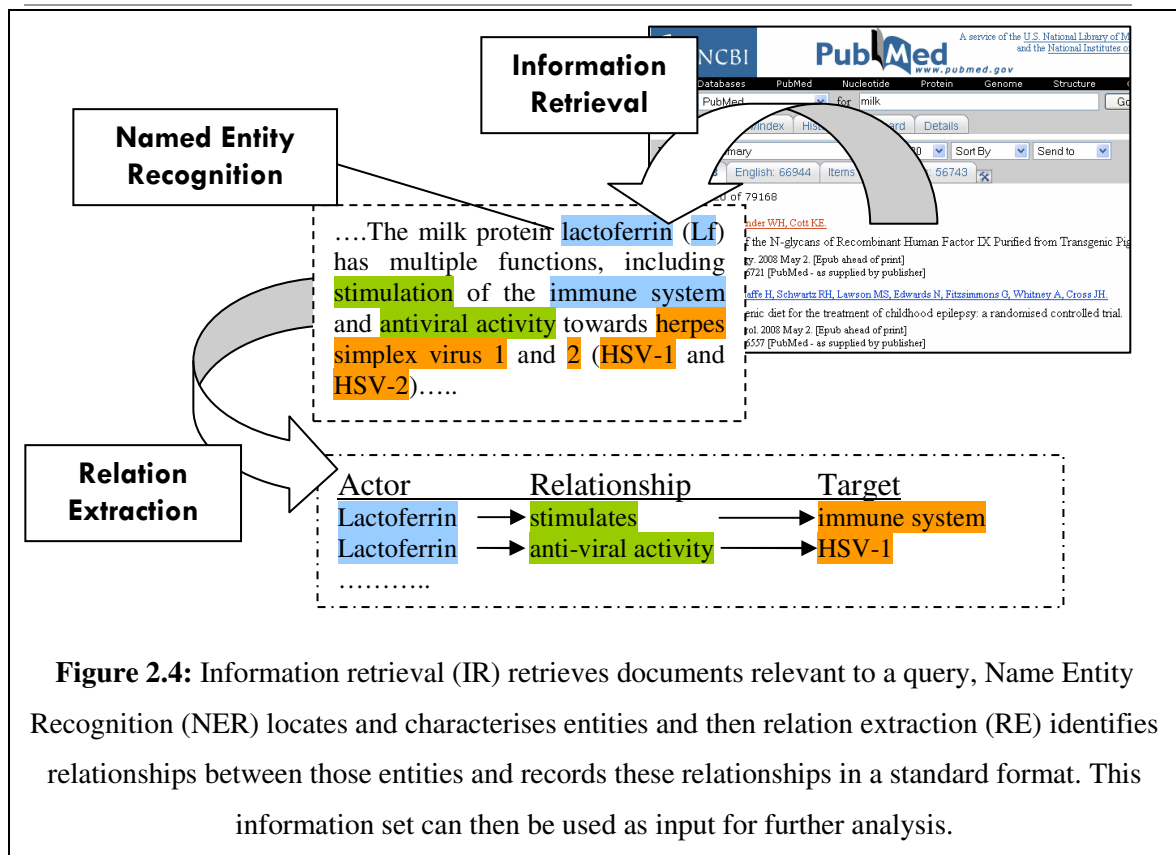 Information
Retrieval
Named Entity
Recognition
NCBI
PubMed
www.pubmed.gov
A service of the U.S. National Library of M
and the National Institutes o
Databases PubMed Nucleotide Protein Genome Structure
PubMed for milk Go
Details
Sort By Send to
English: 66944 Items : 56743
of 79168
nder WH, Cott KE.
f the N-glycans of Recombinant Human Factor IX Purified from Transgenic Pig
y. 2008 May 2. [Epub ahead of print]
6721 [PubMed - as supplied by publisher]
affe H, Schwartz RH, Lawson MS, Edwards N, Fitzsimmons G, Whitney A, Cross JH.
enic diet for the treatment of childhood epilepsy: a randomised controlled trial.
rol. 2008 May 2. [Epub ahead of print]
6557 [PubMed - as supplied by publisher]
….The milk protein lactoferrin (Lf)
has multiple functions, including
stimulation of the immune system
and antiviral activity towards herpes
simplex virus 1 and 2 (HSV-1 and
HSV-2)…..
Relation
Extraction
Actor Relationship Target
Lactoferrin stimulates immune system
Lactoferrin anti-viral activity HSV-1
………..
Figure 2.4: Information retrieval (IR) retrieves documents relevant to a query, Name Entity
Recognition (NER) locates and characterises entities and then relation extraction (RE) identifies
relationships between those entities and records these relationships in a standard format. This
information set can then be used as input for further analysis.